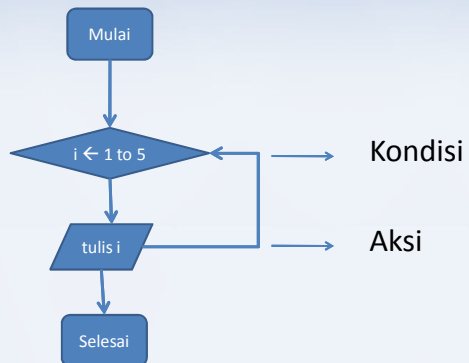 Mulai
i ← 1 to 5
Kondisi
tulis i
Aksi
Selesai